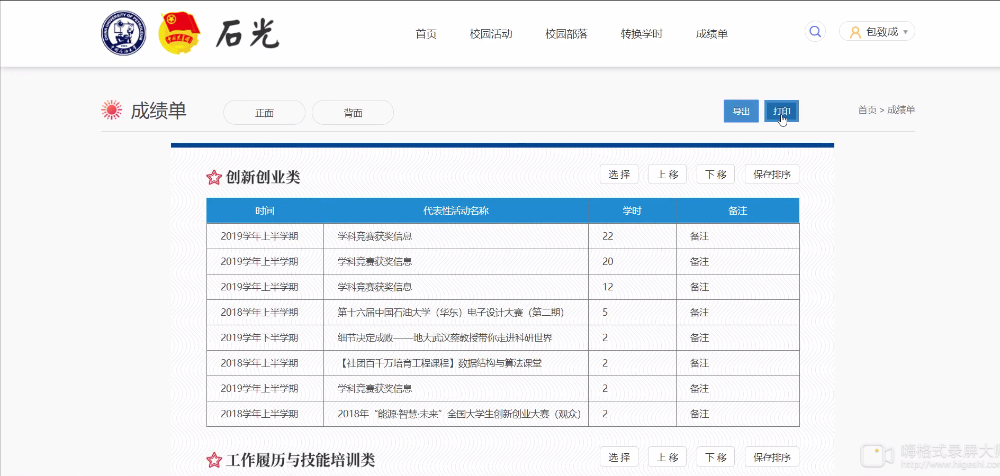 CHINA UNIVERSITY OF PETROLEUM
石光
首页
校园活动
校园部落
转换学时
成绩单
包致成
成绩单
正面
背面
导出
打印
首页 > 成绩单
创新创业类
选 择
上 移
下 移
保存排序
时间 代表性活动名称 学时 备注
2019学年上半学期 学科竞赛获奖信息 22 备注
2019学年上半学期 学科竞赛获奖信息 20 备注
2019学年上半学期 学科竞赛获奖信息 12 备注
2018学年上半学期 第十六届中国石油大学（华东）电子设计大赛（第二期） 5 备注
2019学年下半学期 细节决定成败——地大武汉蔡教授带你走进科研世界 2 备注
2018学年上半学期 【社团百千万培育工程课程】数据结构与算法课堂 2 备注
2019学年上半学期 学科竞赛获奖信息 2 备注
2018学年上半学期 2018年“能源·智慧·未来”全国大学生创新创业大赛（观众） 2 备注
工作履历与技能培训类
选 择
上 移
下 移
保存排序
嗨格式录屏大师
http://www.higeshi.com